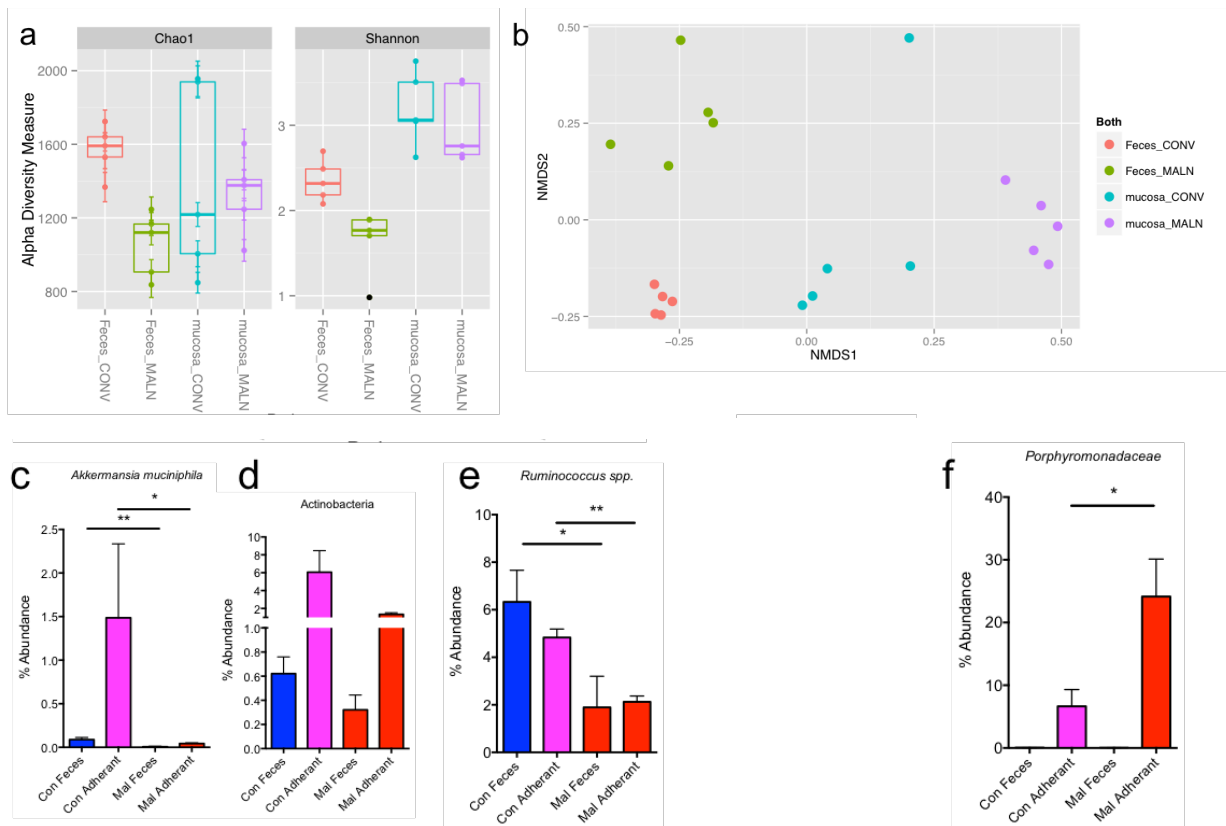 a
Chao1
Shannon
Alpha Diversity Measure
2000
1600
1200
800
3
2
1
Feces_CONV
Feces_MALN
mucosa_CONV
mucosa_MALN
Feces_CONV
Feces_MALN
mucosa_CONV
mucosa_MALN
b
NMDS2
0.50
0.25
0.00
−0.25
−0.25
0.00
0.25
0.50
NMDS1
Both
Feces_CONV
Feces_MALN
mucosa_CONV
mucosa_MALN
c
Akkermansia muciniphila
*
**
% Abundance
2.5
2.0
1.5
1.0
0.5
0.0
Con Feces
Con Adherant
Mal Feces
Mal Adherant
d
Actinobacteria
% Abundance
10
8
6
4
2
1.0
0.8
0.6
0.4
0.2
0.0
Con Feces
Con Adherant
Mal Feces
Mal Adherant
e
Ruminococcus spp.
**
*
% Abundance
10
8
6
4
2
0
Con Feces
Con Adherant
Mal Feces
Mal Adherant
f
Porphyromonadaceae
*
% Abundance
40
30
20
10
0
Con Feces
Con Adherant
Mal Feces
Mal Adherant